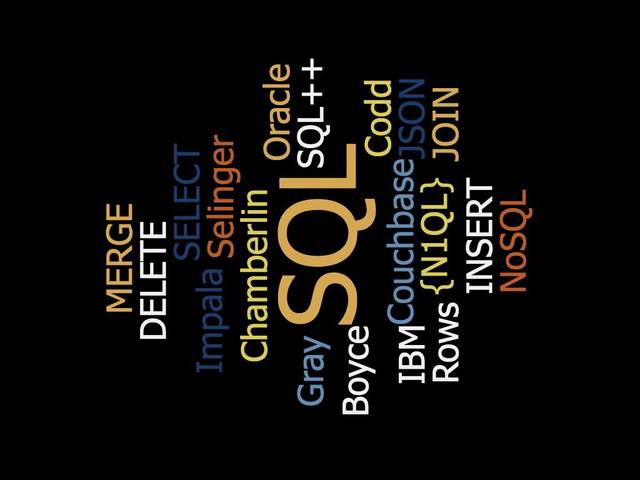 MERGE
DELETE
SELECT
Impala
Selinger
Chamberlin
Oracle
SQL++
SQL
Gray
Boyce
Codd
JSON
JOIN
Couchbase
{N1QL}
IBM
Rows
INSERT
NoSQL